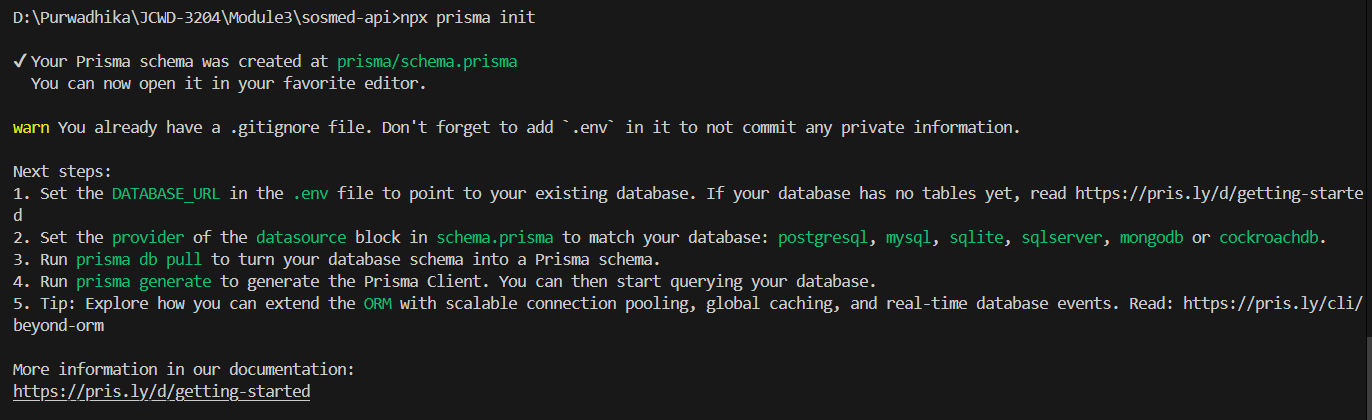 D:\Purwadhika\JCWD-3204\Module3\sosmed-api>npx prisma init
✔ Your Prisma schema was created at prisma/schema.prisma
You can now open it in your favorite editor.
warn You already have a .gitignore file. Don't forget to add `.env` in it to not commit any private information.
Next steps:
1. Set the DATABASE_URL in the .env file to point to your existing database. If your database has no tables yet, read https://pris.ly/d/getting-starte
d
2. Set the provider of the datasource block in schema.prisma to match your database: postgresql, mysql, sqlite, sqlserver, mongodb or cockroachdb.
3. Run prisma db pull to turn your database schema into a Prisma schema.
4. Run prisma generate to generate the Prisma Client. You can then start querying your database.
5. Tip: Explore how you can extend the ORM with scalable connection pooling, global caching, and real-time database events. Read: https://pris.ly/cli/
beyond-orm
More information in our documentation:
https://pris.ly/d/getting-started